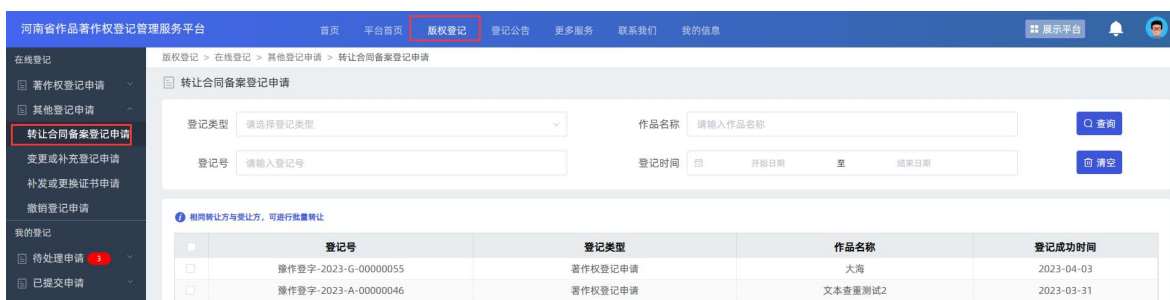 河南省作品著作权登记管理服务平台 首页 平台首页 版权登记 登记公告 更多服务 联系我们 我的信息 展示平台
在线登记
著作权登记申请
其他登记申请
转让合同备案登记申请
变更或补充登记申请
补发或更换证书申请
撤销登记申请
我的登记
待处理申请 3
已提交申请
版权登记 > 在线登记 > 其他登记申请 > 转让合同备案登记申请
转让合同备案登记申请
登记类型 请选择登记类型 作品名称 请输入作品名称 查询
登记号 请输入登记号 登记时间 开始日期 至 结束日期 清空
相同转让方与受让方，可进行批量转让
登记号 登记类型 作品名称 登记成功时间
豫作登字-2023-G-00000055 著作权登记申请 大海 2023-04-03
豫作登字-2023-A-00000046 著作权登记申请 文本查重测试2 2023-03-31